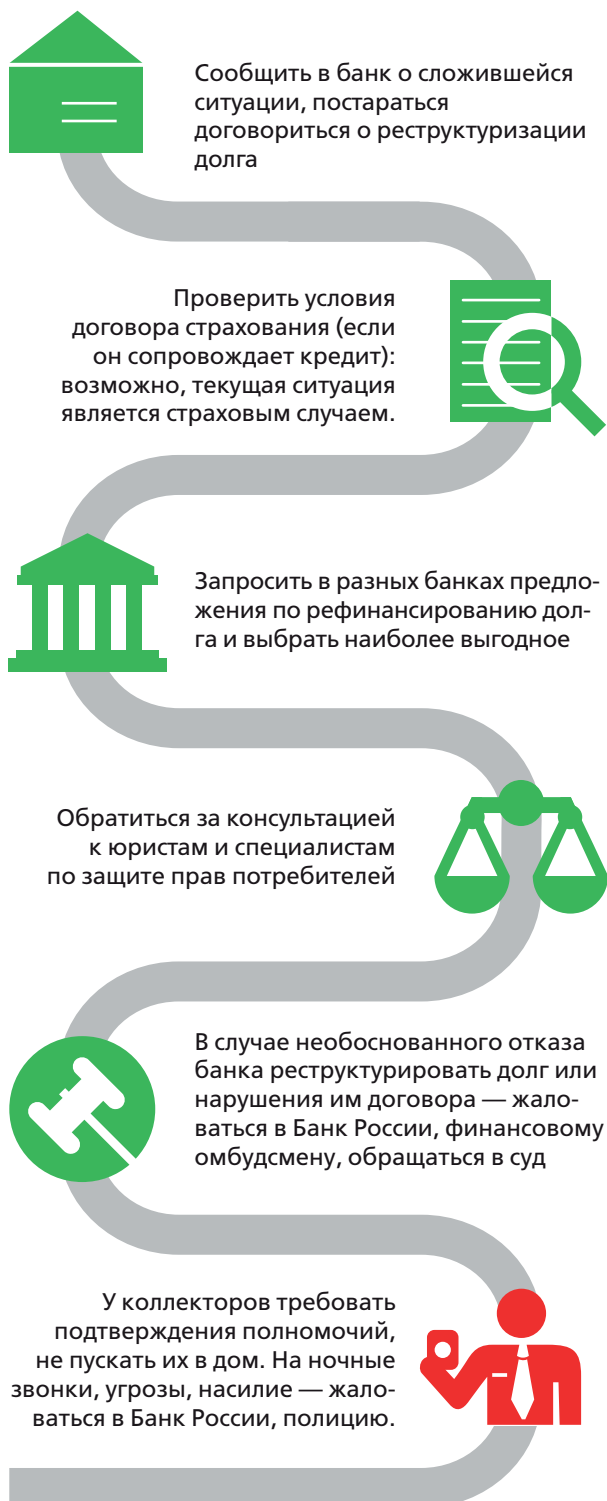 Сообщить в банк о сложившейся
ситуации, постараться
договориться о реструктуризации
долга
Проверить условия
договора страхования (если
он сопровождает кредит):
возможно, текущая ситуация
является страховым случаем.
Запросить в разных банках предло-
жения по рефинансированию дол-
га и выбрать наиболее выгодное
Обратиться за консультацией
к юристам и специалистам
по защите прав потребителей
В случае необоснованного отказа
банка реструктурировать долг или
нарушения им договора — жало-
ваться в Банк России, финансовому
омбудсмену, обращаться в суд
У коллекторов требовать
подтверждения полномочий,
не пускать их в дом. На ночные
звонки, угрозы, насилие — жало-
ваться в Банк России, полицию.